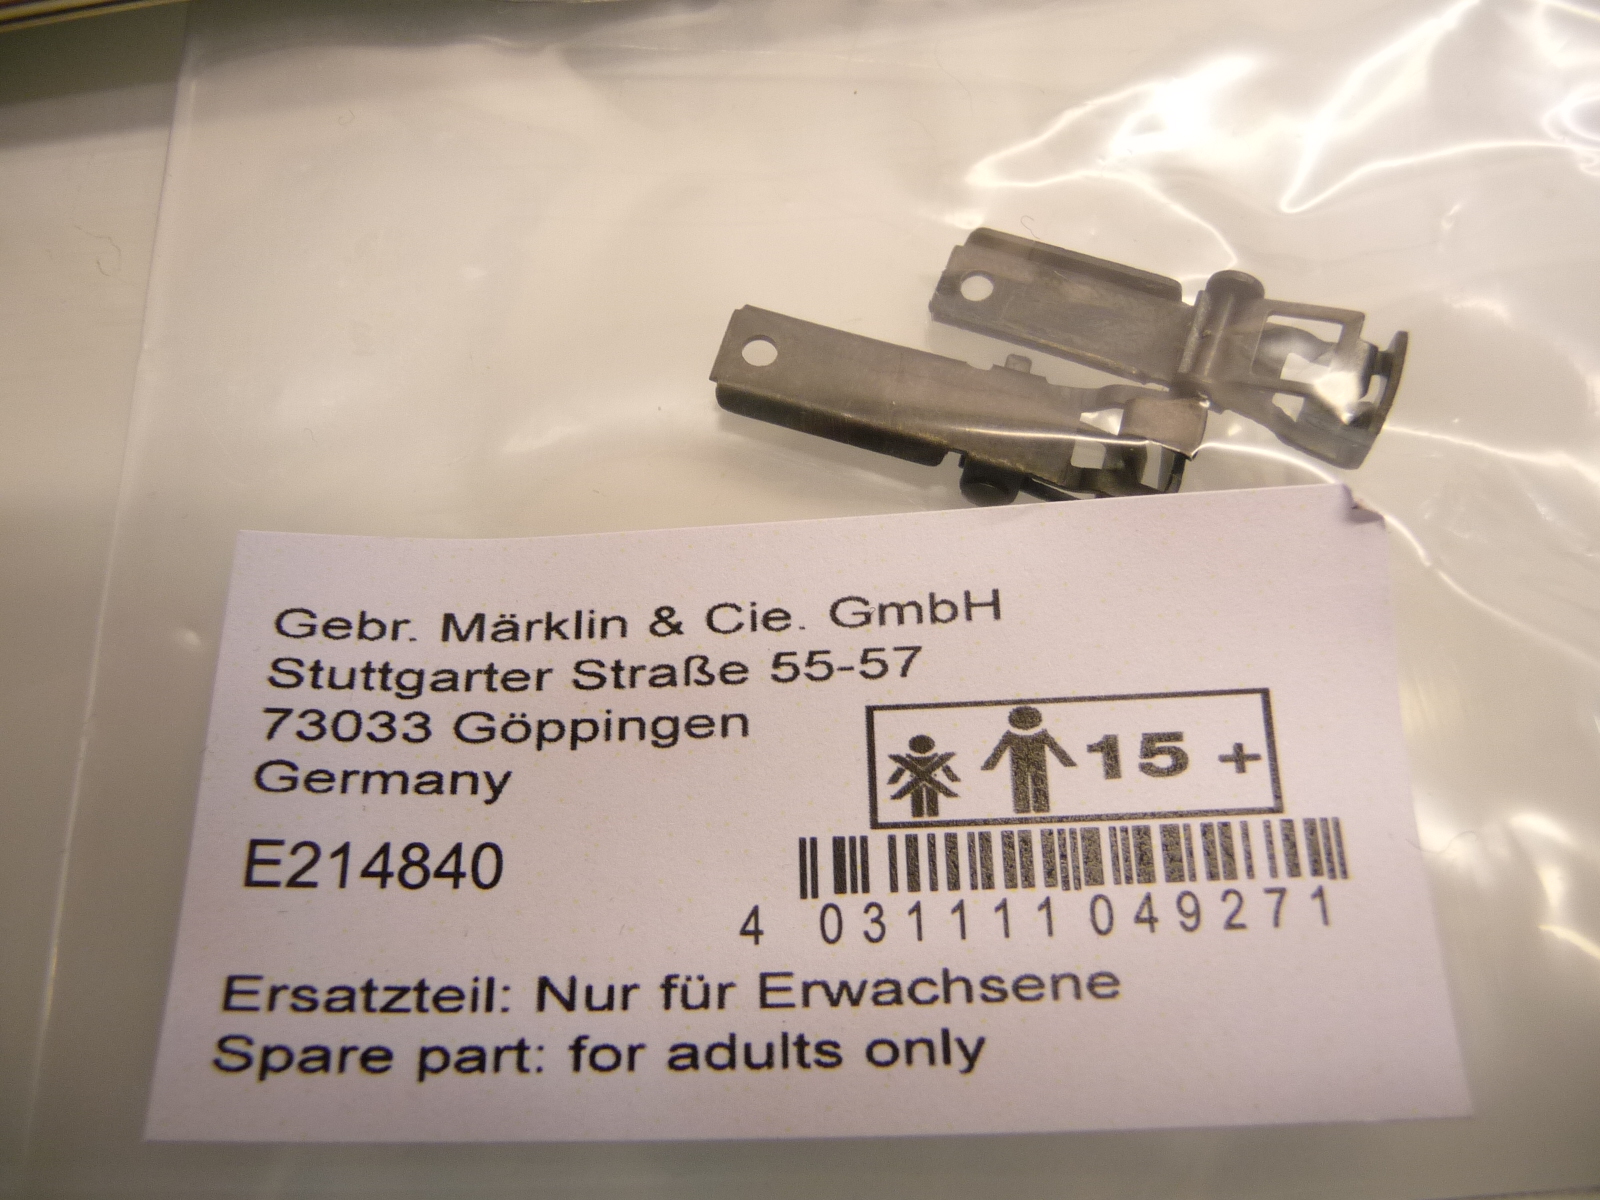 Gebr. Märklin & Cie. GmbH
Stuttgarter Straße 55-57
73033 Göppingen
Germany
15 +
E214840
4 031111 049271
Ersatzteil: Nur für Erwachsene
Spare part: for adults only